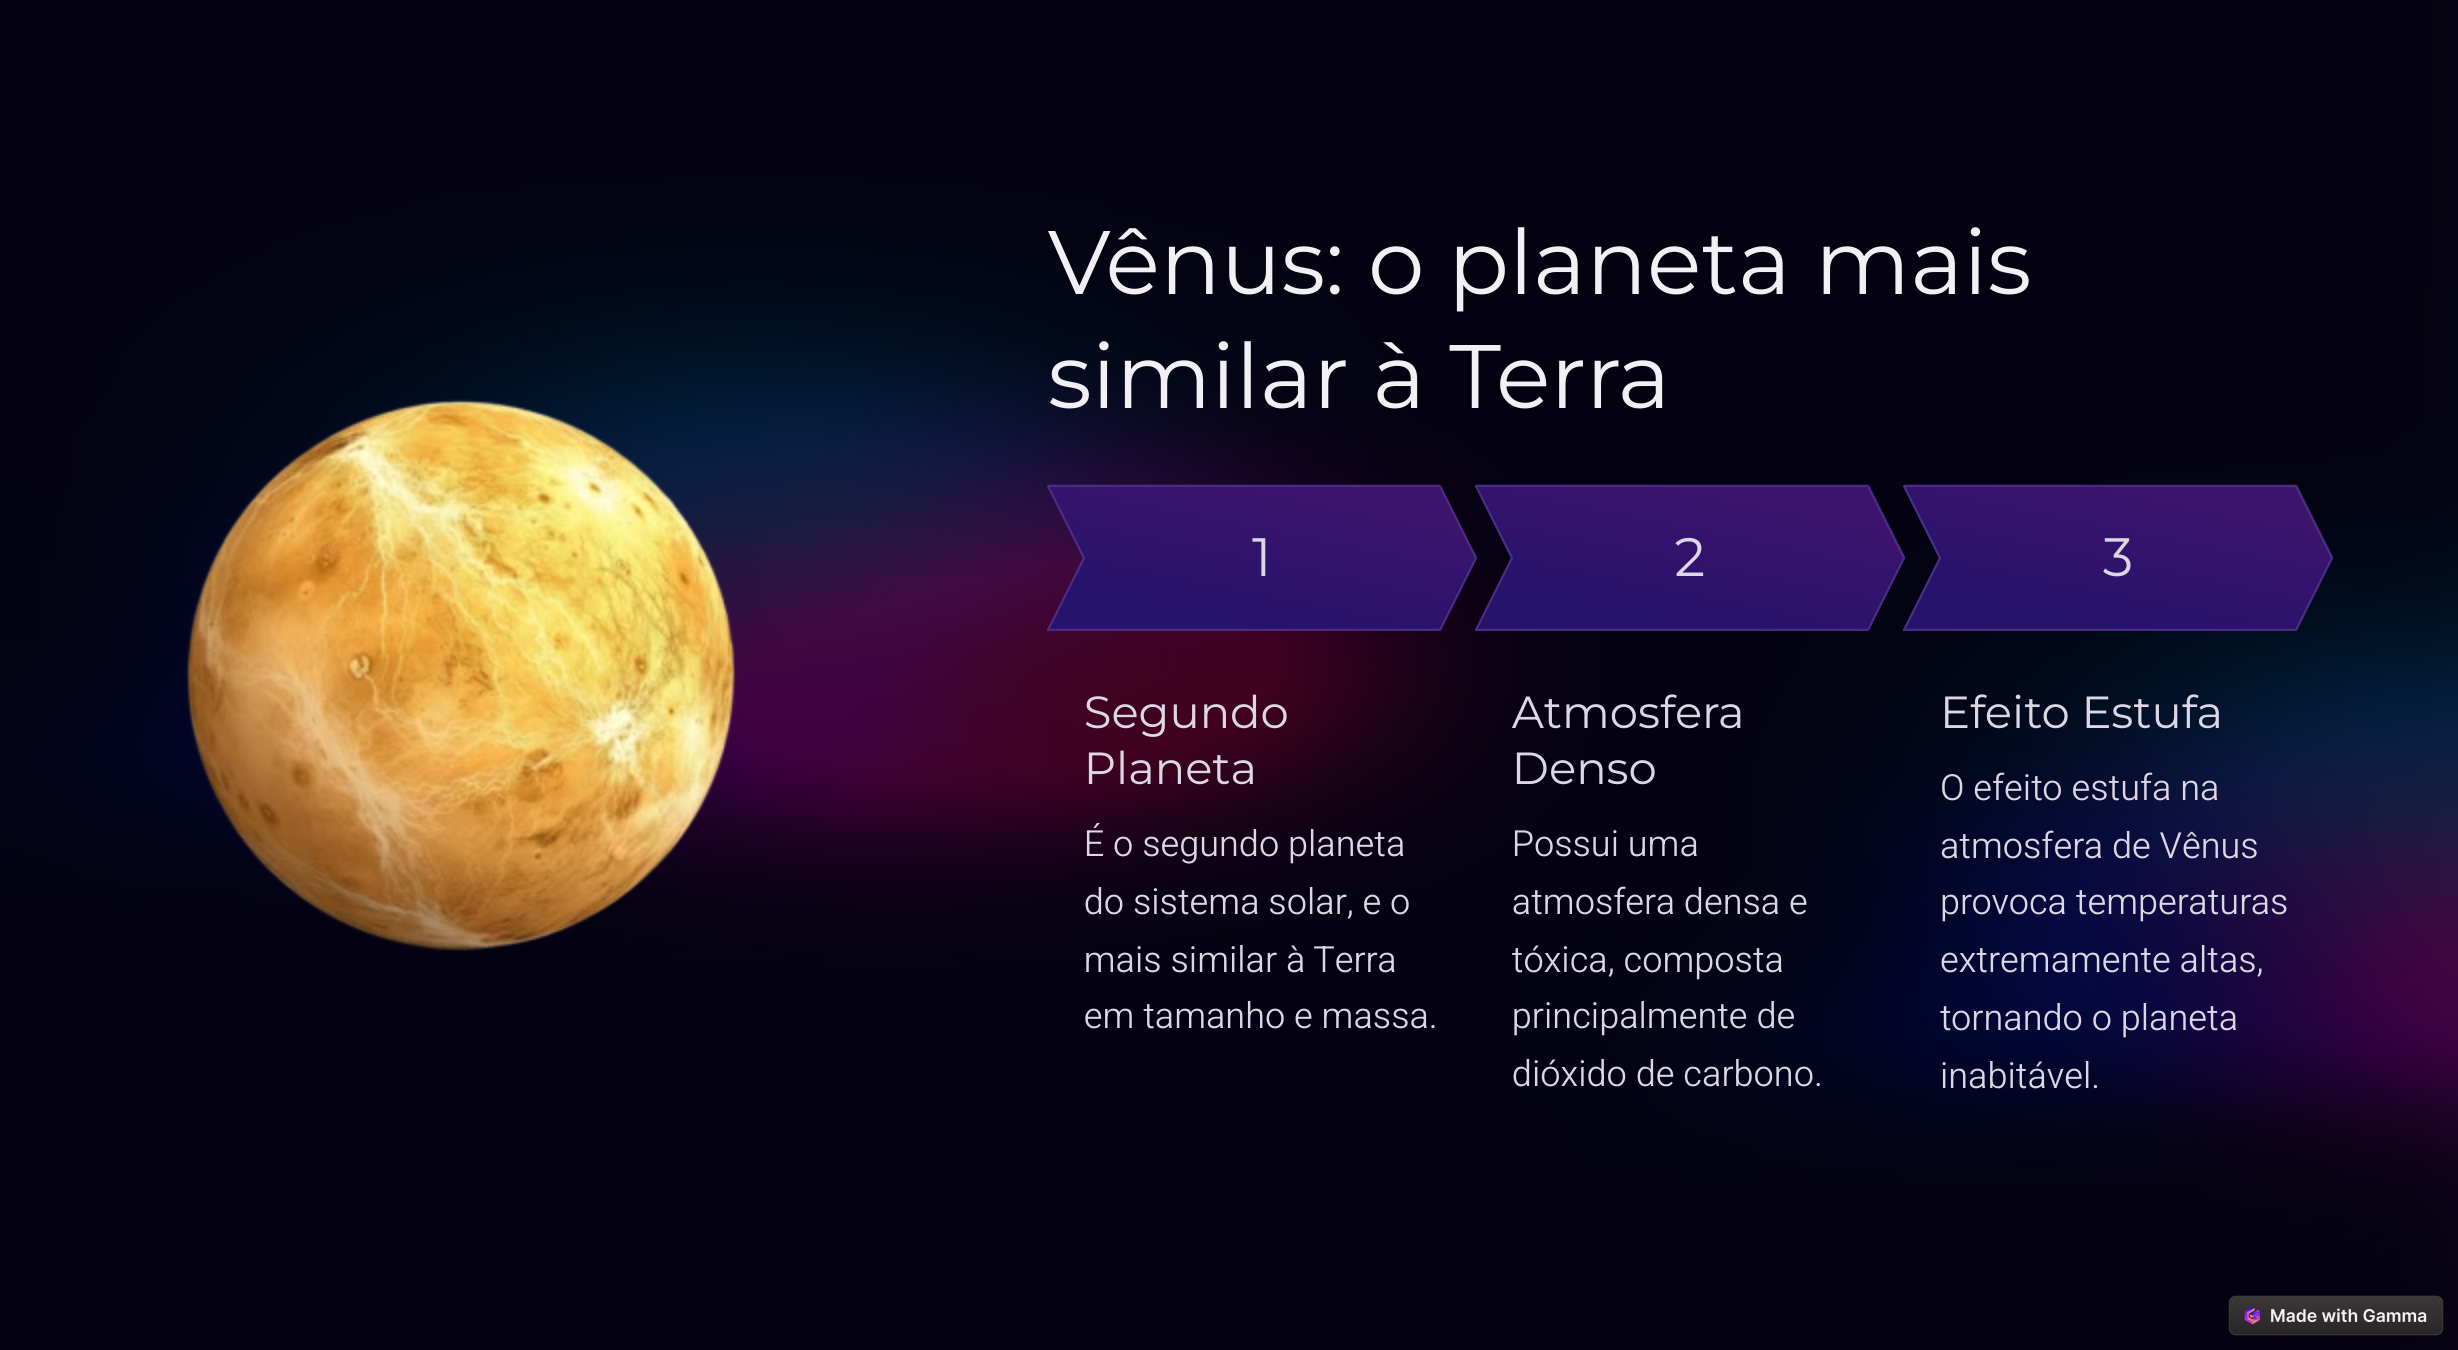 Vênus: o planeta mais
similar à Terra
1
2
3
Segundo
Planeta
É o segundo planeta
do sistema solar, e o
mais similar à Terra
em tamanho e massa.
Atmosfera
Denso
Possui uma
atmosfera densa e
tóxica, composta
principalmente de
dióxido de carbono.
Efeito Estufa
O efeito estufa na
atmosfera de Vênus
provoca temperaturas
extremamente altas,
tornando o planeta
inabitável.
Made with Gamma